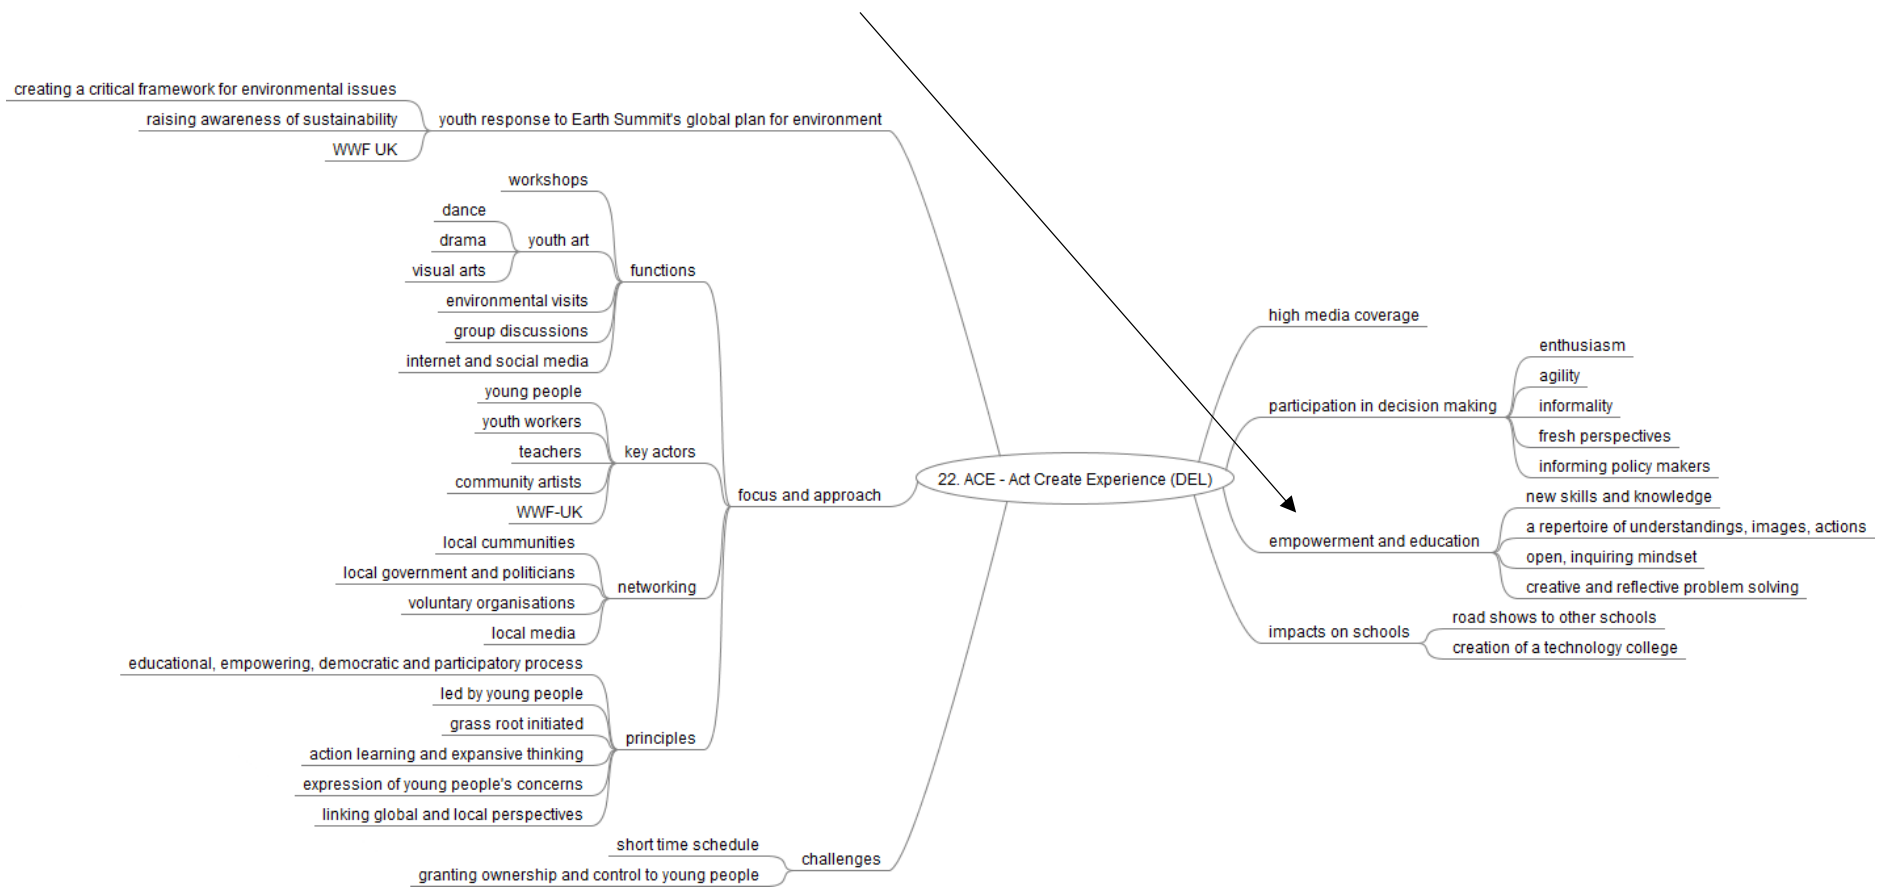 creating a critical framework for environmental issues
raising awareness of sustainability
WWF UK
youth response to Earth Summit's global plan for environment
workshops
dance
drama
visual arts
youth art
environmental visits
group discussions
internet and social media
functions
young people
youth workers
teachers
community artists
WWF-UK
key actors
local cummunities
local government and politicians
voluntary organisations
local media
networking
educational, empowering, democratic and participatory process
led by young people
grass root initiated
action learning and expansive thinking
expression of young people's concerns
linking global and local perspectives
principles
focus and approach
short time schedule
granting ownership and control to young people
challenges
22. ACE - Act Create Experience (DEL)
high media coverage
participation in decision making
enthusiasm
agility
informality
fresh perspectives
informing policy makers
empowerment and education
new skills and knowledge
a repertoire of understandings, images, actions
open, inquiring mindset
creative and reflective problem solving
impacts on schools
road shows to other schools
creation of a technology college